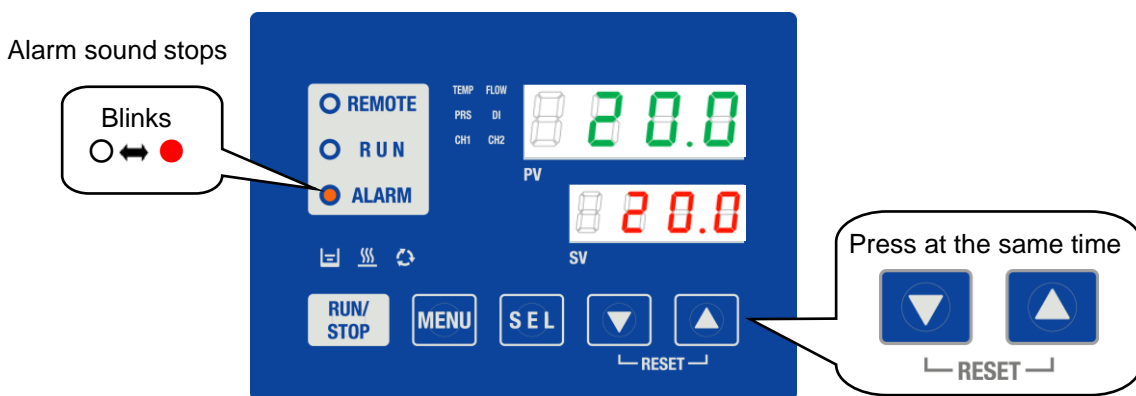 Alarm sound stops
Blinks
REMOTE
RUN
ALARM
TEMP FLOW
PRS DI
CH1 CH2
20.0
PV
20.0
SV
RUN/
STOP
MENU
SEL
RESET
Press at the same time
RESET